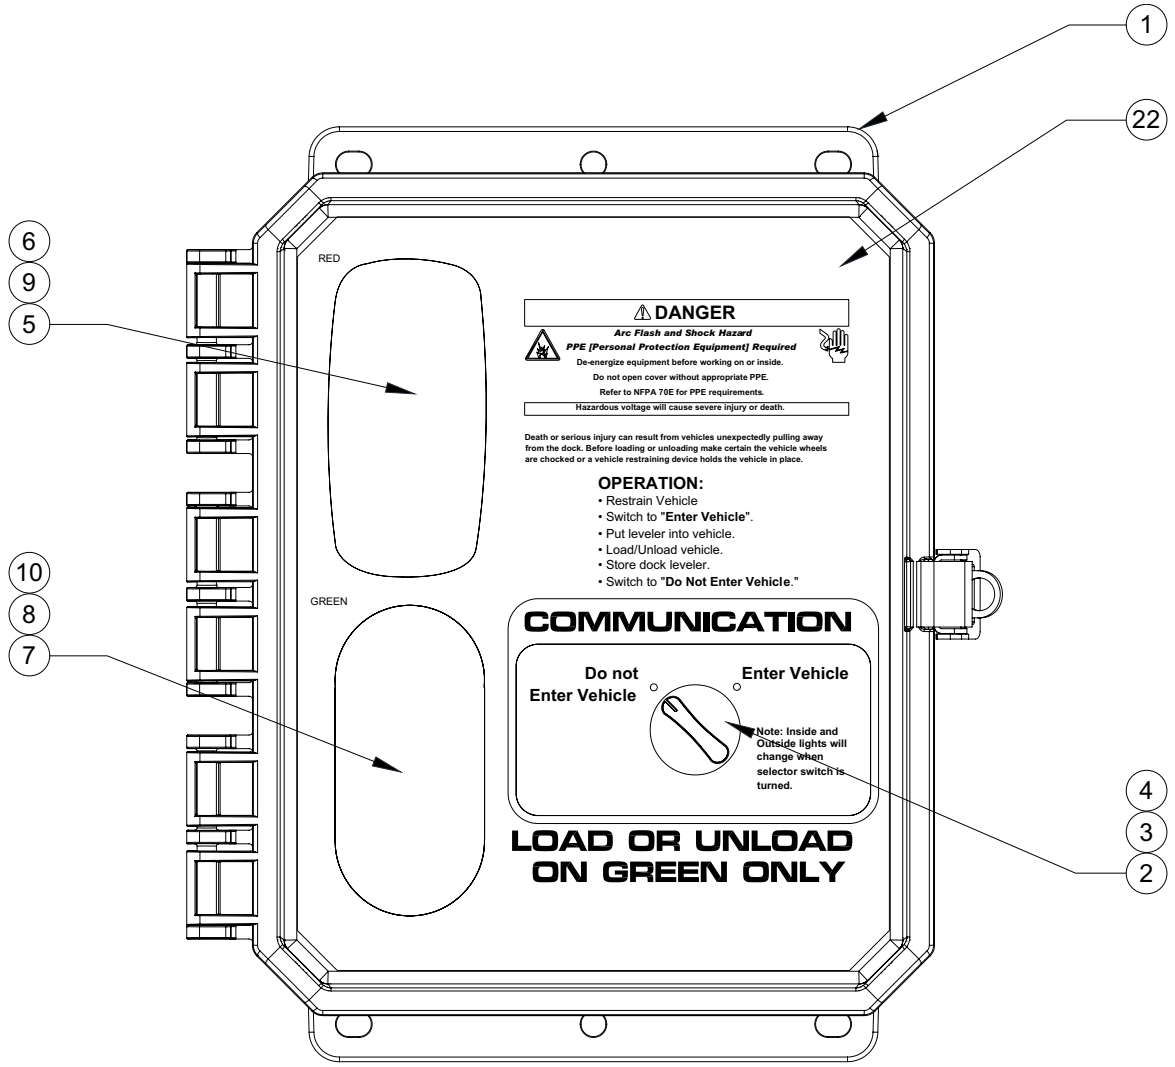 1
22
6
9
5
RED
DANGER
Arc Flash and Shock Hazard
PPE [Personal Protection Equipment] Required
De-energize equipment before working on or inside.
Do not open cover without appropriate PPE.
Refer to NFPA 70E for PPE requirements.
Hazardous voltage will cause severe injury or death.
Death or serious injury can result from vehicles unexpectedly pulling away
from the dock. Before loading or unloading make certain the vehicle wheels
are chocked or a vehicle restraining device holds the vehicle in place.
OPERATION:
• Restrain Vehicle
• Switch to "Enter Vehicle".
• Put leveler into vehicle.
• Load/Unload vehicle.
• Store dock leveler.
• Switch to "Do Not Enter Vehicle."
10
8
7
GREEN
COMMUNICATION
Do not
Enter Vehicle
Enter Vehicle
Note: Inside and
Outside lights will
change when
selector switch is
turned.
4
3
2
LOAD OR UNLOAD
ON GREEN ONLY